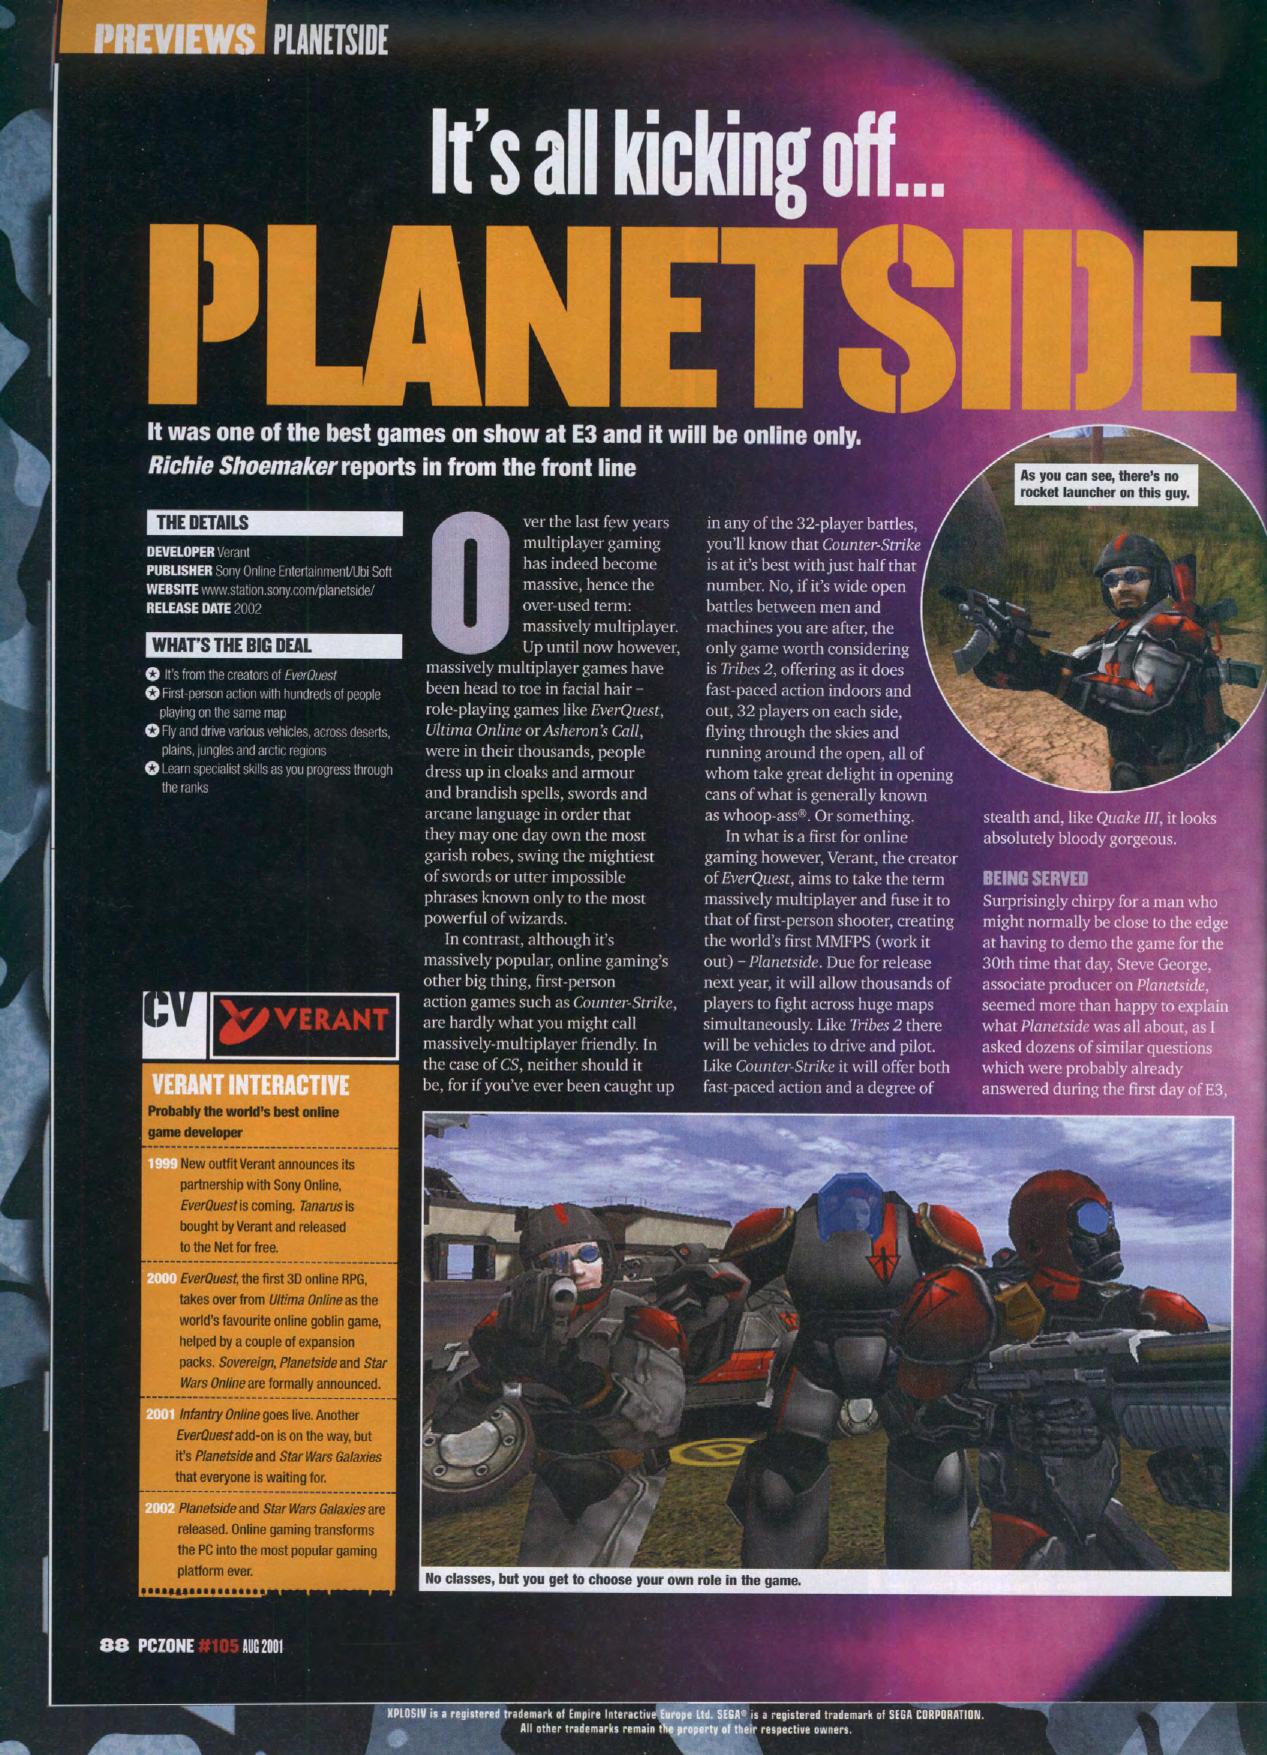 PREVIEWS PLANETSIDE
It's all kicking off...
PLANETSIDE
It was one of the best games on show at E3 and it will be online only.
Richie Shoemaker reports in from the front line
THE DETAILS
DEVELOPER Verant
PUBLISHER Sony Online Entertainment/Ubi Soft
WEBSITE www.station.sony.com/planetside/
RELEASE DATE 2002
WHAT'S THE BIG DEAL
It's from the creators of EverQuest
First-person action with hundreds of people
playing on the same map
Fly and drive various vehicles, across deserts,
plains, jungles and arctic regions
Learn specialist skills as you progress through
the ranks
CV
VERANT
VERANT INTERACTIVE
Probably the world's best online
game developer
1999 New outfit Verant announces its
partnership with Sony Online,
EverQuest is coming. Tanarus is
bought by Verant and released
to the Net for free.
2000 EverQuest, the first 3D online RPG,
takes over from Ultima Online as the
world's favourite online goblin game,
helped by a couple of expansion
packs. Sovereign, Planetside and Star
Wars Online are formally announced.
2001 Infantry Online goes live. Another
EverQuest add-on is on the way, but
it's Planetside and Star Wars Galaxies
that everyone is waiting for.
2002 Planetside and Star Wars Galaxies are
released. Online gaming transforms
the PC into the most popular gaming
platform ever.
Over the last few years
multiplayer gaming
has indeed become
massive, hence the
over-used term:
massively multiplayer.
Up until now however,
massively multiplayer games have
been head to toe in facial hair –
role-playing games like EverQuest,
Ultima Online or Asheron's Call,
were in their thousands, people
dress up in cloaks and armour
and brandish spells, swords and
arcane language in order that
they may one day own the most
garish robes, swing the mightiest
of swords or utter impossible
phrases known only to the most
powerful of wizards.
In contrast, although it's
massively popular, online gaming's
other big thing, first-person
action games such as Counter-Strike,
are hardly what you might call
massively-multiplayer friendly. In
the case of CS, neither should it
be, for if you've ever been caught up
in any of the 32-player battles,
you'll know that Counter-Strike
is at it's best with just half that
number. No, if it's wide open
battles between men and
machines you are after, the
only game worth considering
is Tribes 2, offering as it does
fast-paced action indoors and
out, 32 players on each side,
flying through the skies and
running around the open, all of
whom take great delight in opening
cans of what is generally known
as whoop-ass®. Or something.
In what is a first for online
gaming however, Verant, the creator
of EverQuest, aims to take the term
massively multiplayer and fuse it to
that of first-person shooter, creating
the world's first MMFPS (work it
out) – Planetside. Due for release
next year, it will allow thousands of
players to fight across huge maps
simultaneously. Like Tribes 2 there
will be vehicles to drive and pilot.
Like Counter-Strike it will offer both
fast-paced action and a degree of
As you can see, there's no
rocket launcher on this guy.
stealth and, like Quake III, it looks
absolutely bloody gorgeous.
BEING SERVED
Surprisingly chirpy for a man who
might normally be close to the edge
at having to demo the game for the
30th time that day, Steve George,
associate producer on Planetside,
seemed more than happy to explain
what Planetside was all about, as I
asked dozens of similar questions
which were probably already
answered during the first day of E3,
No classes, but you get to choose your own role in the game.
88 PCZONE #105 AUG 2001
XPLOSIV is a registered trademark of Empire Interactive Europe Ltd. SEGA® is a registered trademark of SEGA CORPORATION.
All other trademarks remain the property of their respective owners.